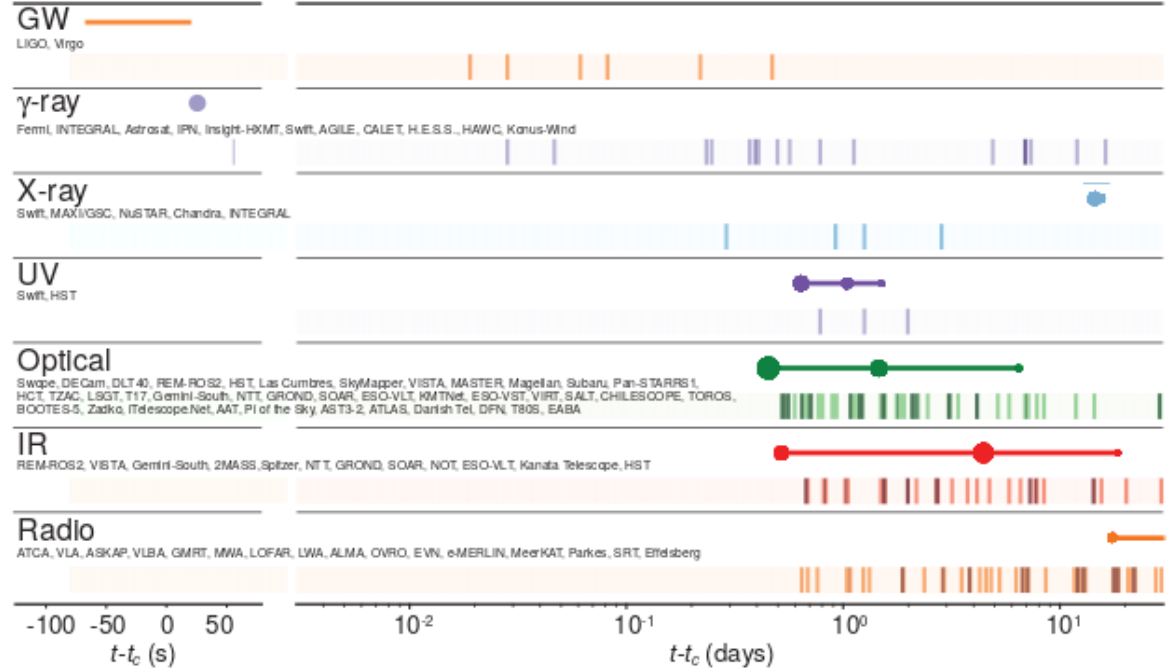 GW
LIGO, Virgo
γ-ray
Fermi, INTEGRAL, Astrosat, IPN, Insight-HXMT, Swift, AGILE, CALET, H.E.S.S., HAWC, Konus-Wind
X-ray
Swift, MAXI/GSC, NuSTAR, Chandra, INTEGRAL
UV
Swift, HST
Optical
Swope, DECam, DLT40, REM-ROS2, HST, Las Cumbres, SkyMapper, VISTA, MASTER, Magellan, Subaru, Pan-STARRS1,
HCT, TZAC, LSGT, T17, Gemini-South, NTT, GROND, SOAR, ESO-VLT, KMTNet, ESO-VST, VIRT, SALT, CHILESCOPE, TOROS,
BOOTES-5, Zadko, iTelescope.Net, AAT, Pi of the Sky, AST3-2, ATLAS, Danish Tel, DFN, T80S, EABA
IR
REM-ROS2, VISTA, Gemini-South, 2MASS,Spitzer, NTT, GROND, SOAR, NOT, ESO-VLT, Kanata Telescope, HST
Radio
ATCA, VLA, ASKAP, VLBA, GMRT, MWA, LOFAR, LWA, ALMA, OVRO, EVN, e-MERLIN, MeerKAT, Parkes, SRT, Effelsberg
-100 -50 0 50 10⁻² 10⁻¹ 10⁰ 10¹
t-t_c (s) t-t_c (days)